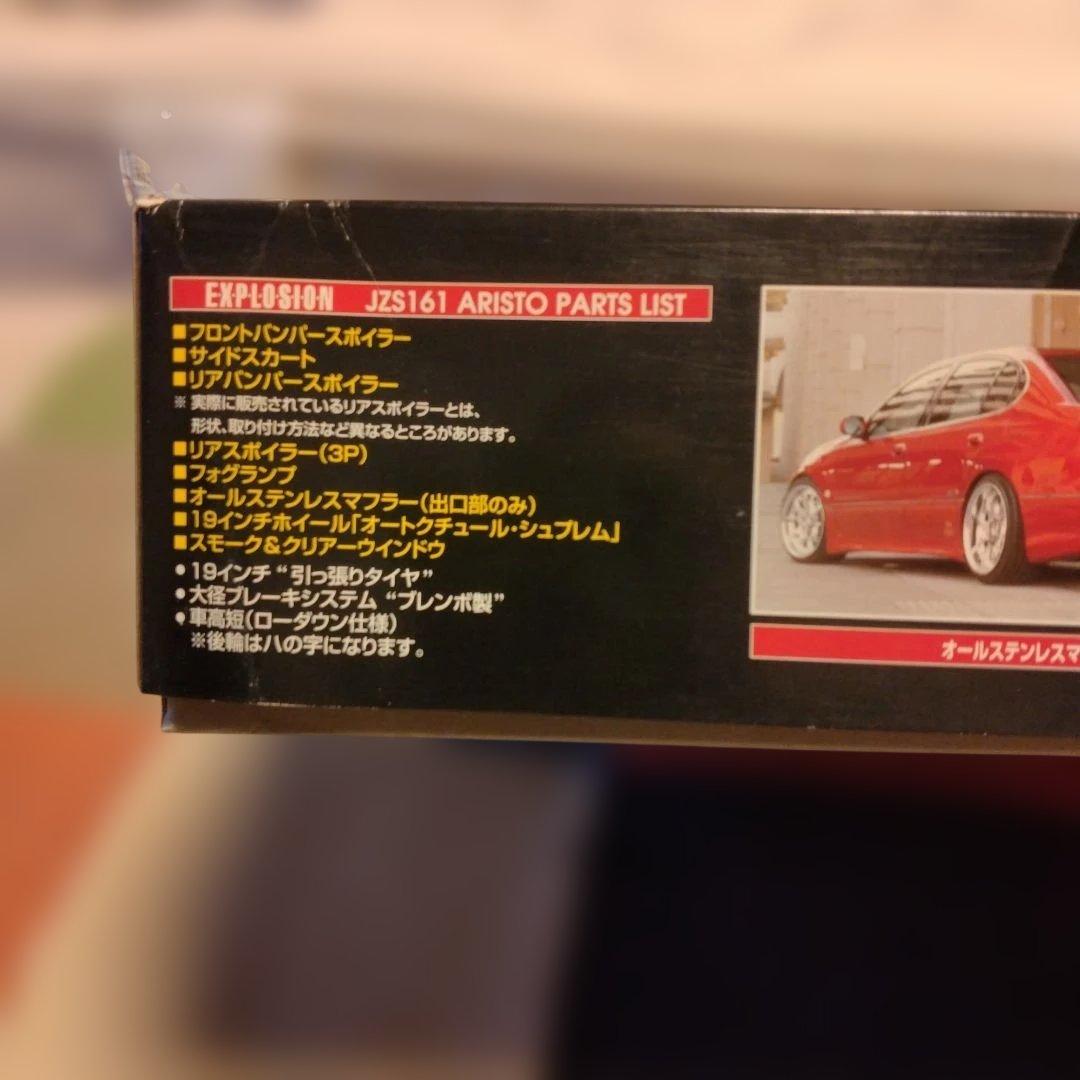 EXPLOSION JZS161 ARISTO PARTS LIST
■フロントバンパースポイラー
■サイドスカート
■リアバンパースポイラー
※ 実際に販売されているリアスポイラーとは、
形状、取り付け方法など異なるところがあります。
■リアスポイラー(3P)
■フォグランプ
■オールステンレスマフラー(出口部のみ)
■19インチホイール「オートクチュール・シュプレム」
■スモーク&クリアーウインドウ
●19インチ “引っ張りタイヤ”
●大径ブレーキシステム “ブレンボ製”
●車高短(ローダウン仕様)
※後輪はハの字になります。
オールステンレスマ